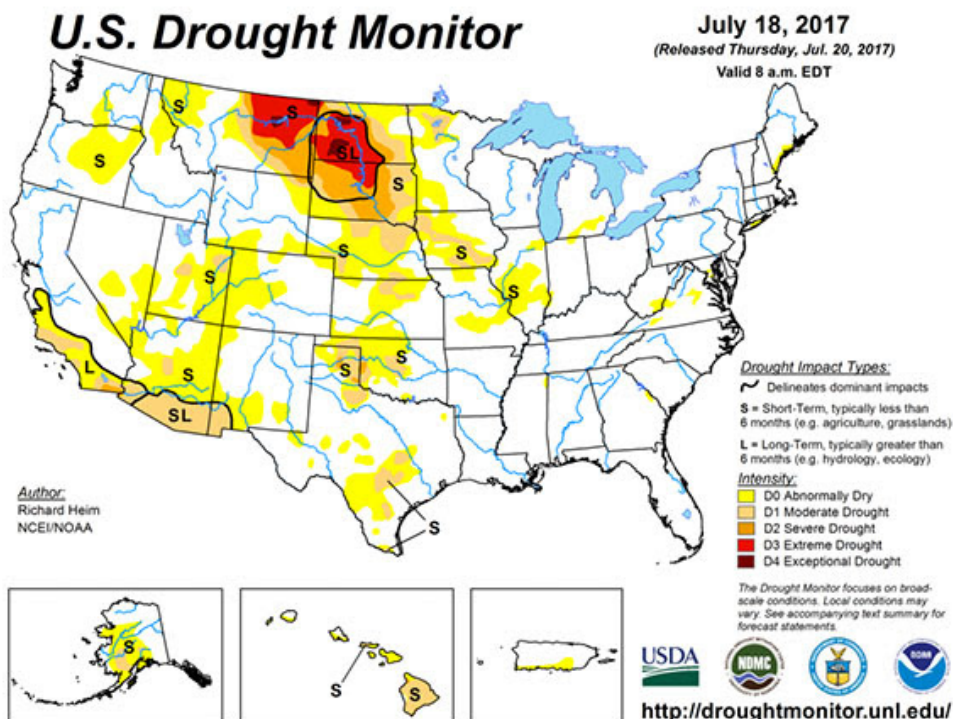 U.S. Drought Monitor
July 18, 2017
(Released Thursday, Jul. 20, 2017)
Valid 8 a.m. EDT
S
S
S
SL
S
S
S
S
S
S
S
S
L
SL
S
Drought Impact Types:
Delineates dominant impacts
S = Short-Term, typically less than
6 months (e.g. agriculture, grasslands)
L = Long-Term, typically greater than
6 months (e.g. hydrology, ecology)
Intensity:
D0 Abnormally Dry
D1 Moderate Drought
D2 Severe Drought
D3 Extreme Drought
D4 Exceptional Drought
Author:
Richard Heim
NCEI/NOAA
The Drought Monitor focuses on broad-
scale conditions. Local conditions may
vary. See accompanying text summary for
forecast statements.
S
S
S
USDA
NDMC
NOAA
http://droughtmonitor.unl.edu/